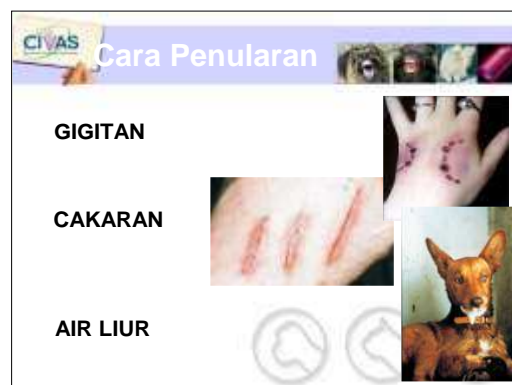 CIVAS
Cara Penularan
GIGITAN
CAKARAN
AIR LIUR